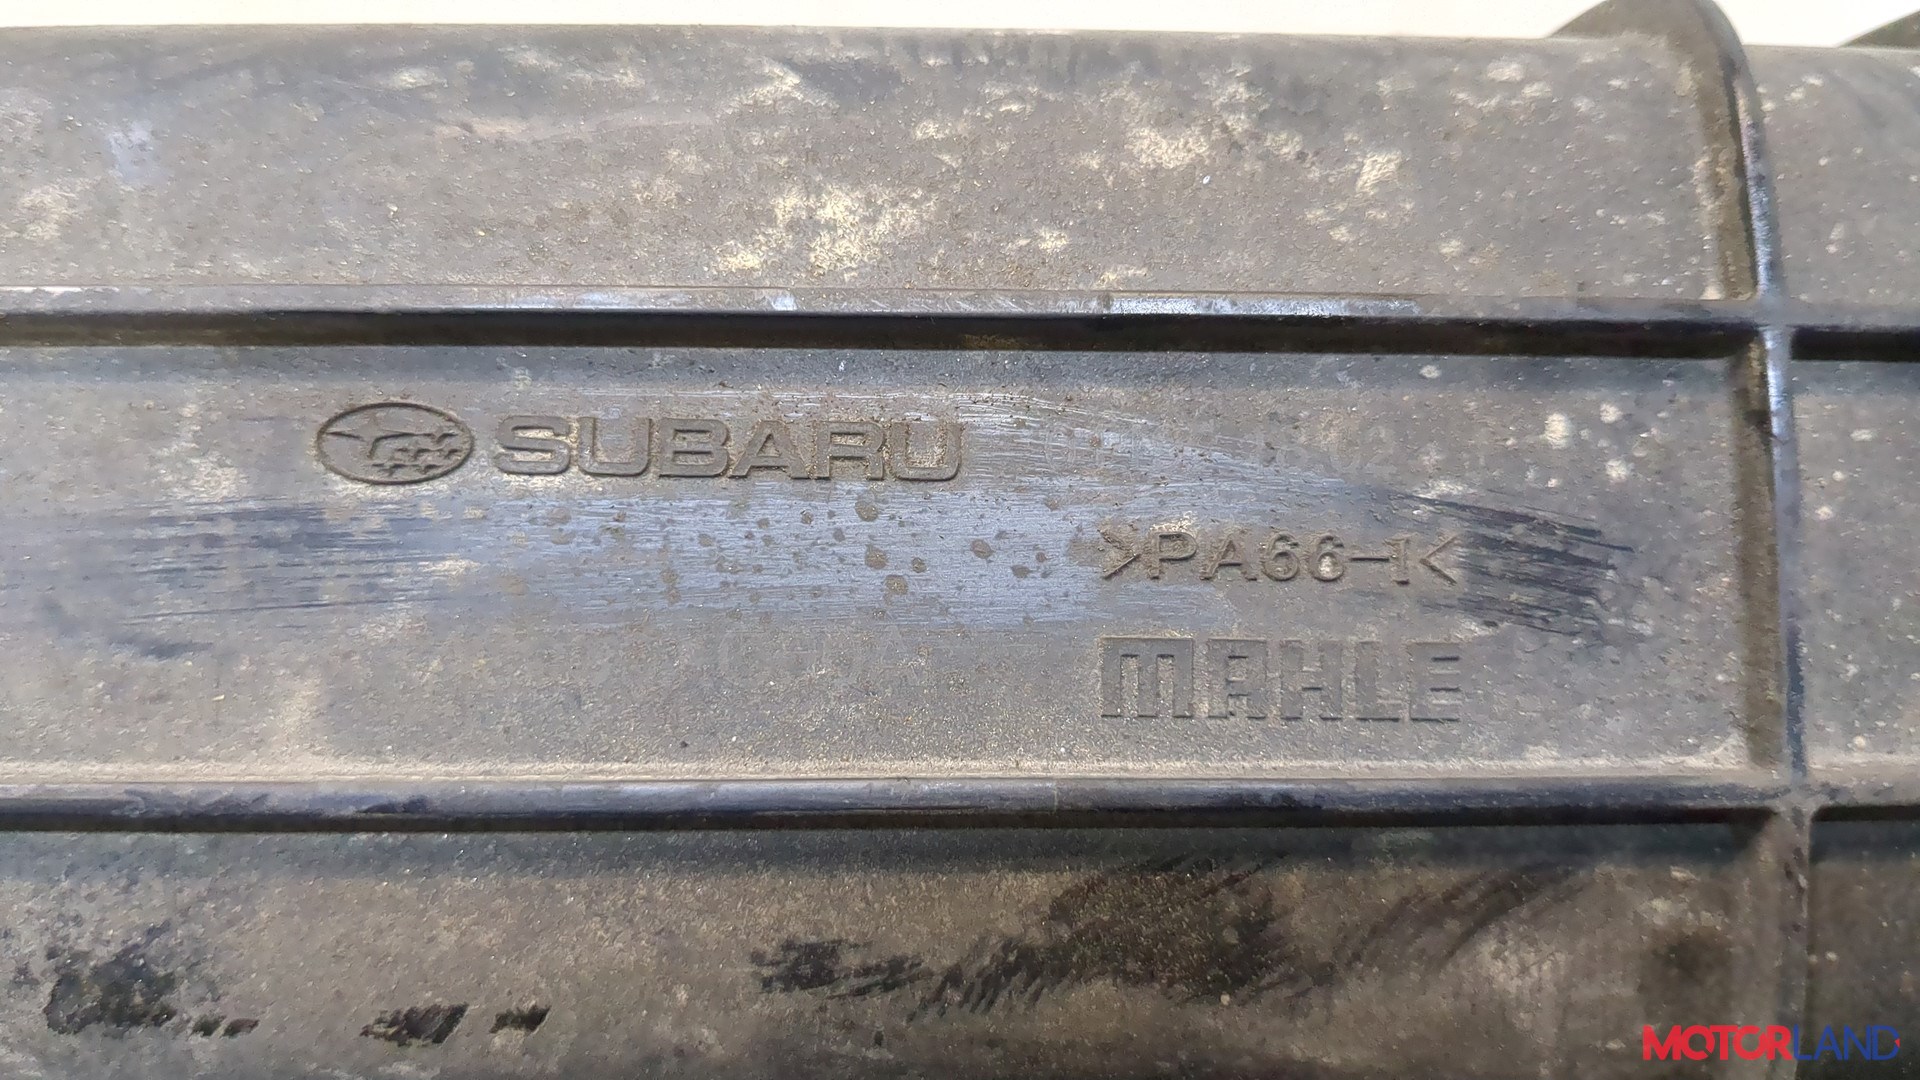 SUBARU
>PA66-I<
MAHLE
MOTORLAND